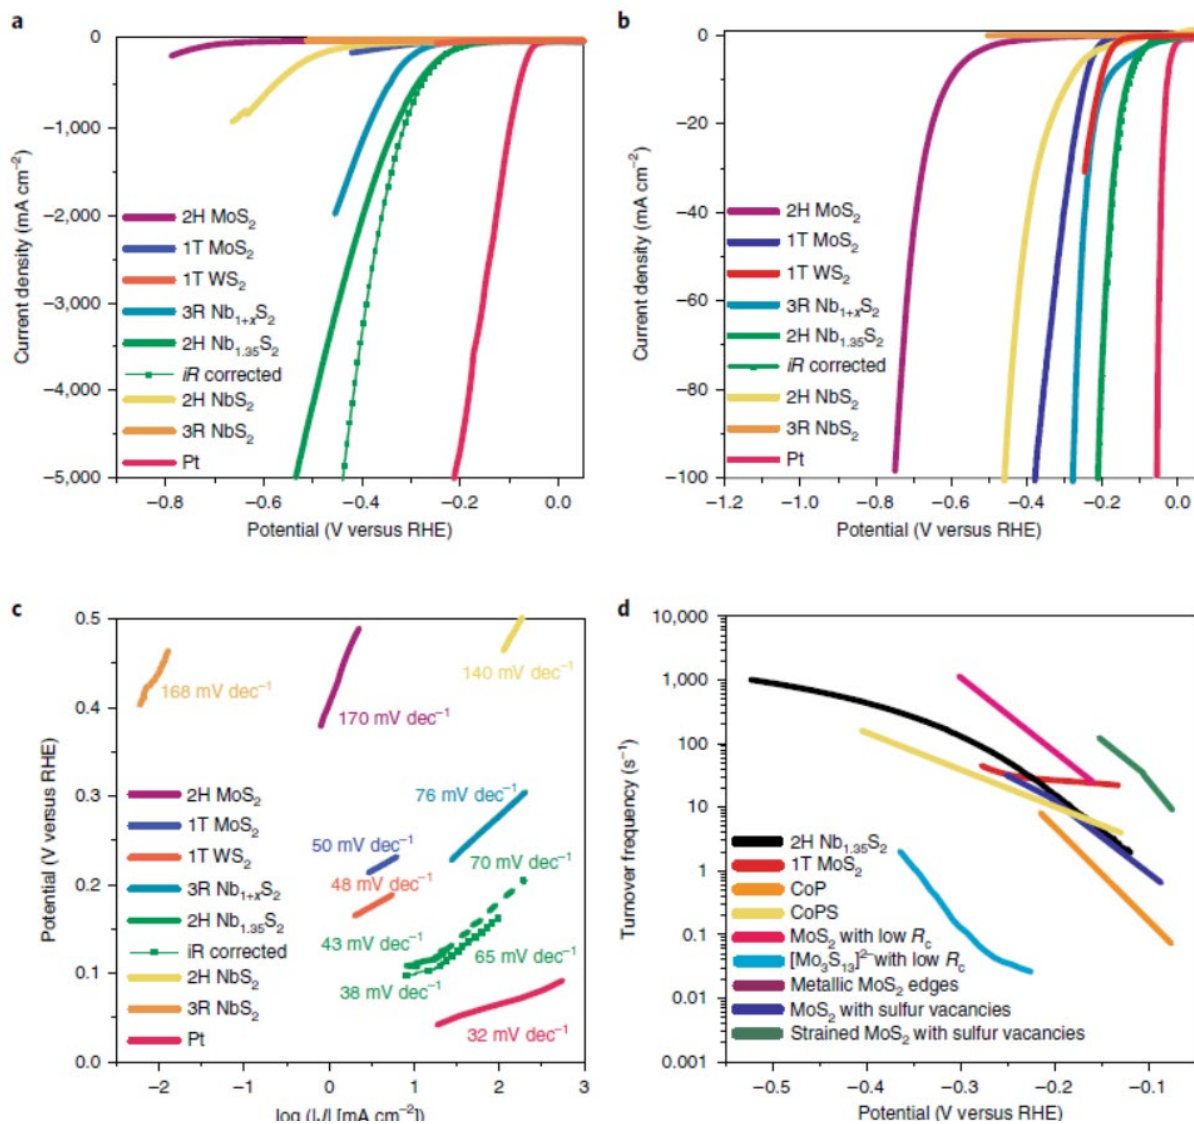 a
0
−1,000
−2,000
−3,000
−4,000
−5,000
Current density (mA cm−2)
2H MoS2
1T MoS2
1T WS2
3R Nb1+xS2
2H Nb1.35S2
iR corrected
2H NbS2
3R NbS2
Pt
−0.8 −0.6 −0.4 −0.2 0.0
Potential (V versus RHE)
b
0
−20
−40
−60
−80
−100
Current density (mA cm−2)
2H MoS2
1T MoS2
1T WS2
3R Nb1+xS2
2H Nb1.35S2
iR corrected
2H NbS2
3R NbS2
Pt
−1.2 −1.0 −0.8 −0.6 −0.4 −0.2 0.0
Potential (V versus RHE)
c
0.5
0.4
0.3
0.2
0.1
0.0
Potential (V versus RHE)
168 mV dec−1
170 mV dec−1
140 mV dec−1
76 mV dec−1
50 mV dec−1
48 mV dec−1
70 mV dec−1
43 mV dec−1
65 mV dec−1
38 mV dec−1
32 mV dec−1
2H MoS2
1T MoS2
1T WS2
3R Nb1+xS2
2H Nb1.35S2
iR corrected
2H NbS2
3R NbS2
Pt
−2 −1 0 1 2 3
log (|J| [mA cm−2])
d
10,000
1,000
100
10
1
0.1
0.01
0.001
Turnover frequency (s−1)
2H Nb1.35S2
1T MoS2
CoP
CoPS
MoS2 with low Rc
[Mo3S13]2− with low Rc
Metallic MoS2 edges
MoS2 with sulfur vacancies
Strained MoS2 with sulfur vacancies
−0.5 −0.4 −0.3 −0.2 −0.1
Potential (V versus RHE)